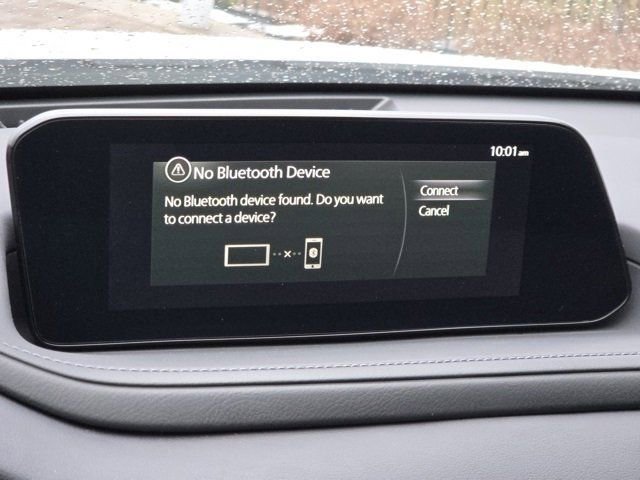 10:01 am
No Bluetooth Device
No Bluetooth device found. Do you want
to connect a device?
Connect
Cancel